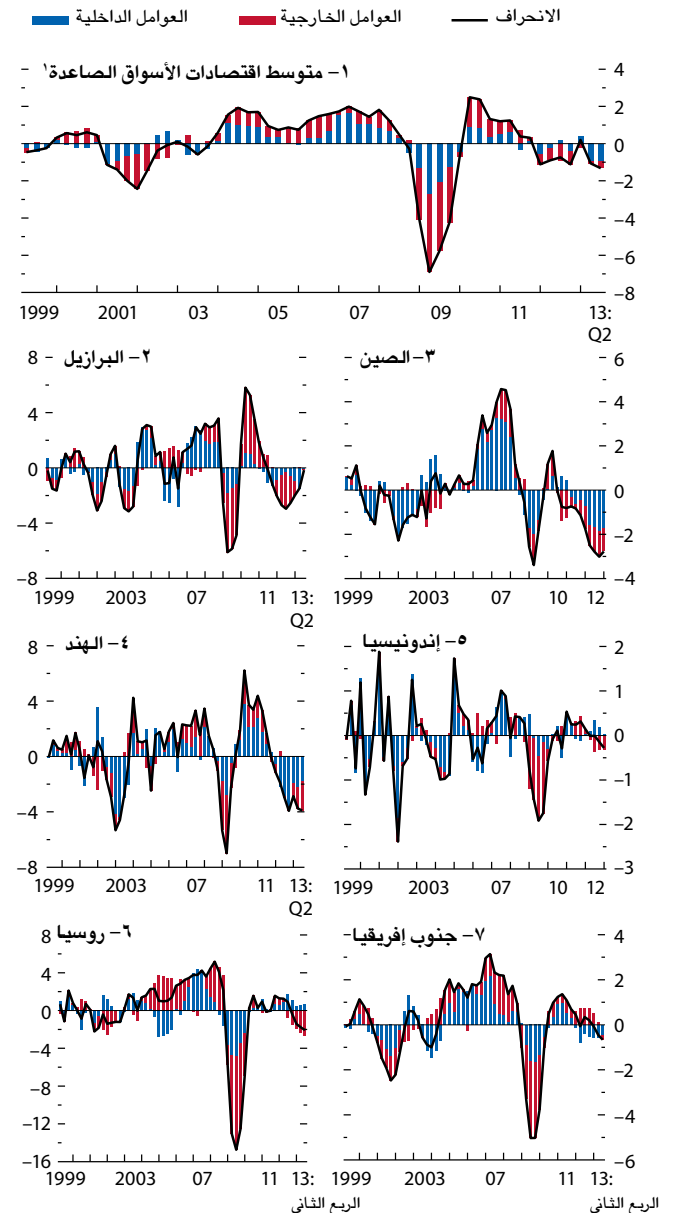 الانحراف العوامل الخارجية العوامل الداخلية
١– متوسط اقتصادات الأسواق الصاعدة١
4
2
0
–2
–4
–6
–8
1999 2001 03 05 07 09 11 13:
Q2
٢– البرازيل
8
4
0
–4
–8
1999 2003 07 11 13:
Q2
٣– الصين
6
4
2
0
–2
–4
1999 2003 07 10 12
٤– الهند
8
4
0
–4
–8
1999 2003 07 11 13:
Q2
٥– إندونيسيا
2
1
0
–1
–2
–3
1999 2003 07 10 12
٦– روسيا
8
4
0
–4
–8
–12
–16
1999 2003 07 11 13:
الربع الثاني
٧– جنوب إفريقيا
4
2
0
–2
–4
–6
1999 2003 07 11 13:
الربع الثاني